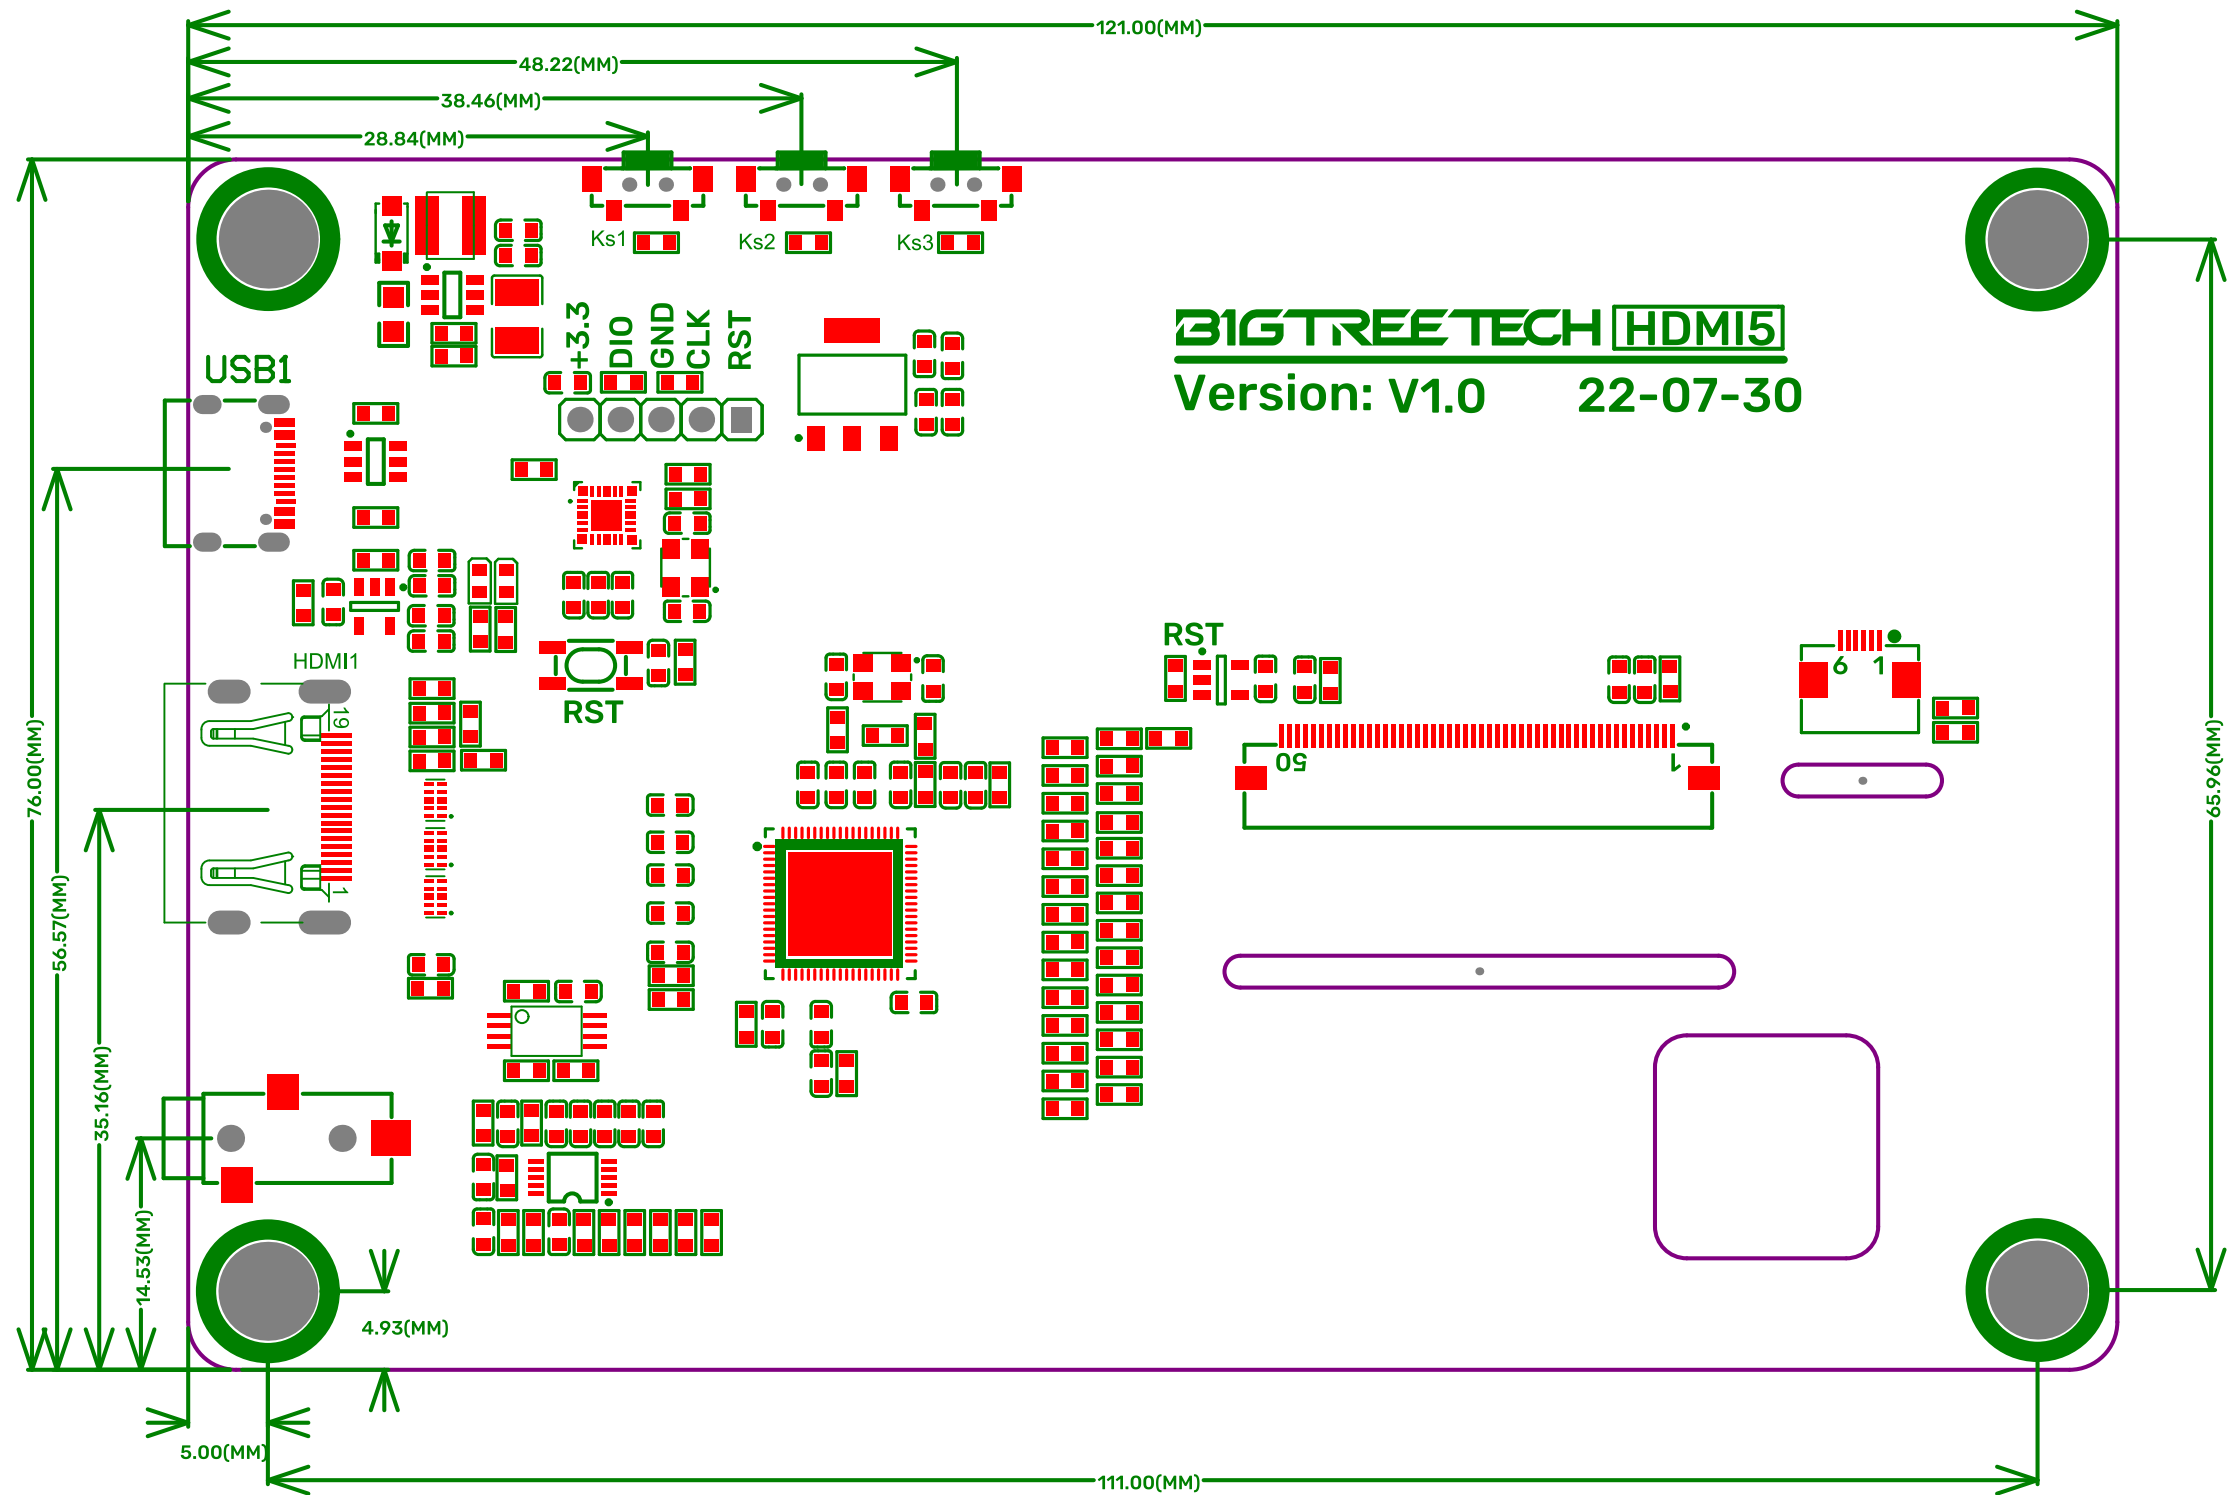 121.00(MM)
48.22(MM)
38.46(MM)
28.84(MM)
Ks1
Ks2
Ks3
+3.3
DIO
GND
CLK
RST
BIGTREETECH HDMI5
Version: V1.0 22-07-30
USB1
HDMI1
19
1
RST
RST
6 1
50 1
76.00(MM)
56.57(MM)
35.16(MM)
14.53(MM)
65.96(MM)
4.93(MM)
5.00(MM)
111.00(MM)